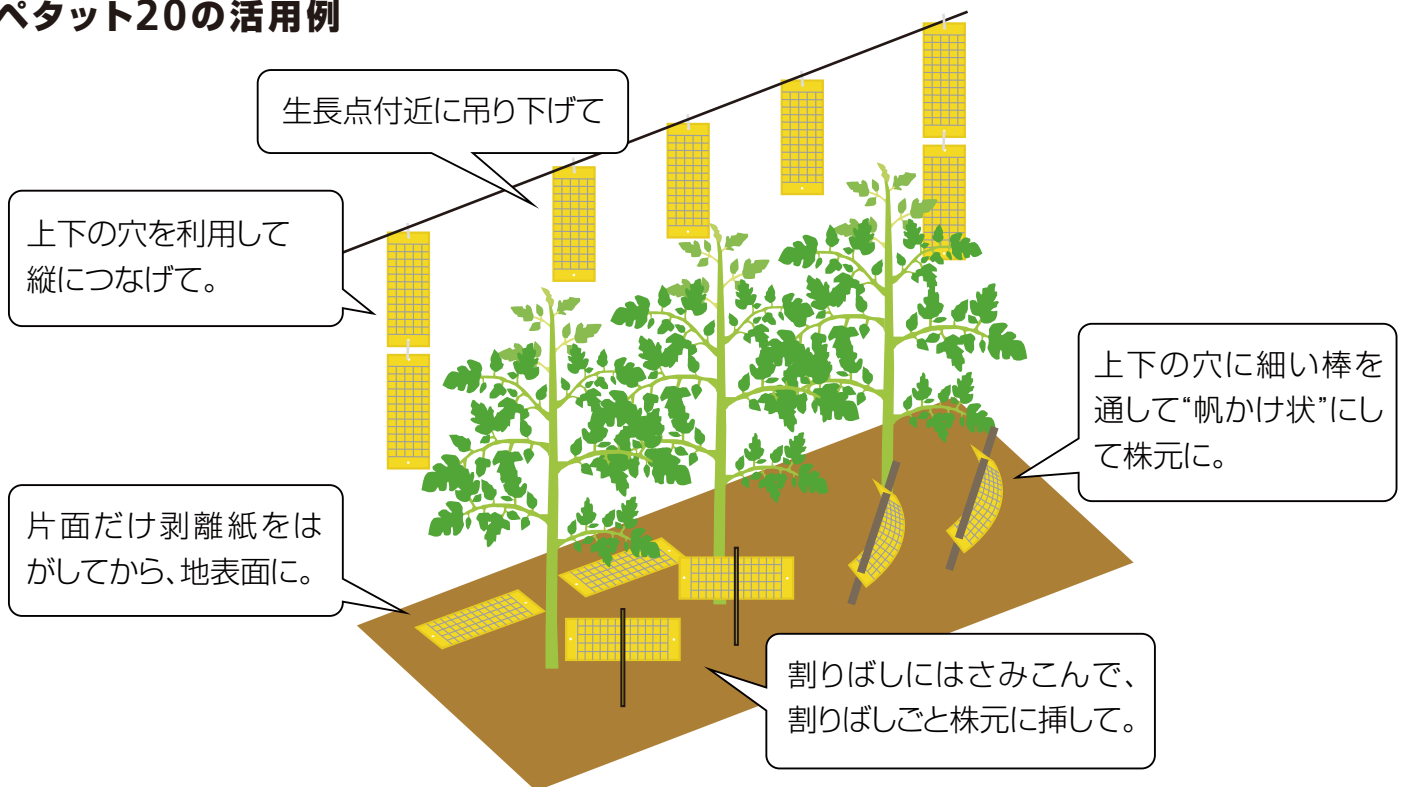 ペタット20の活用例
生長点付近に吊り下げて
上下の穴を利用して
縦につなげて。
上下の穴に細い棒を
通して“帆かけ状”にし
て株元に。
片面だけ剥離紙をは
がしてから、地表面に。
割りばしにはさみこんで、
割りばしごと株元に挿して。